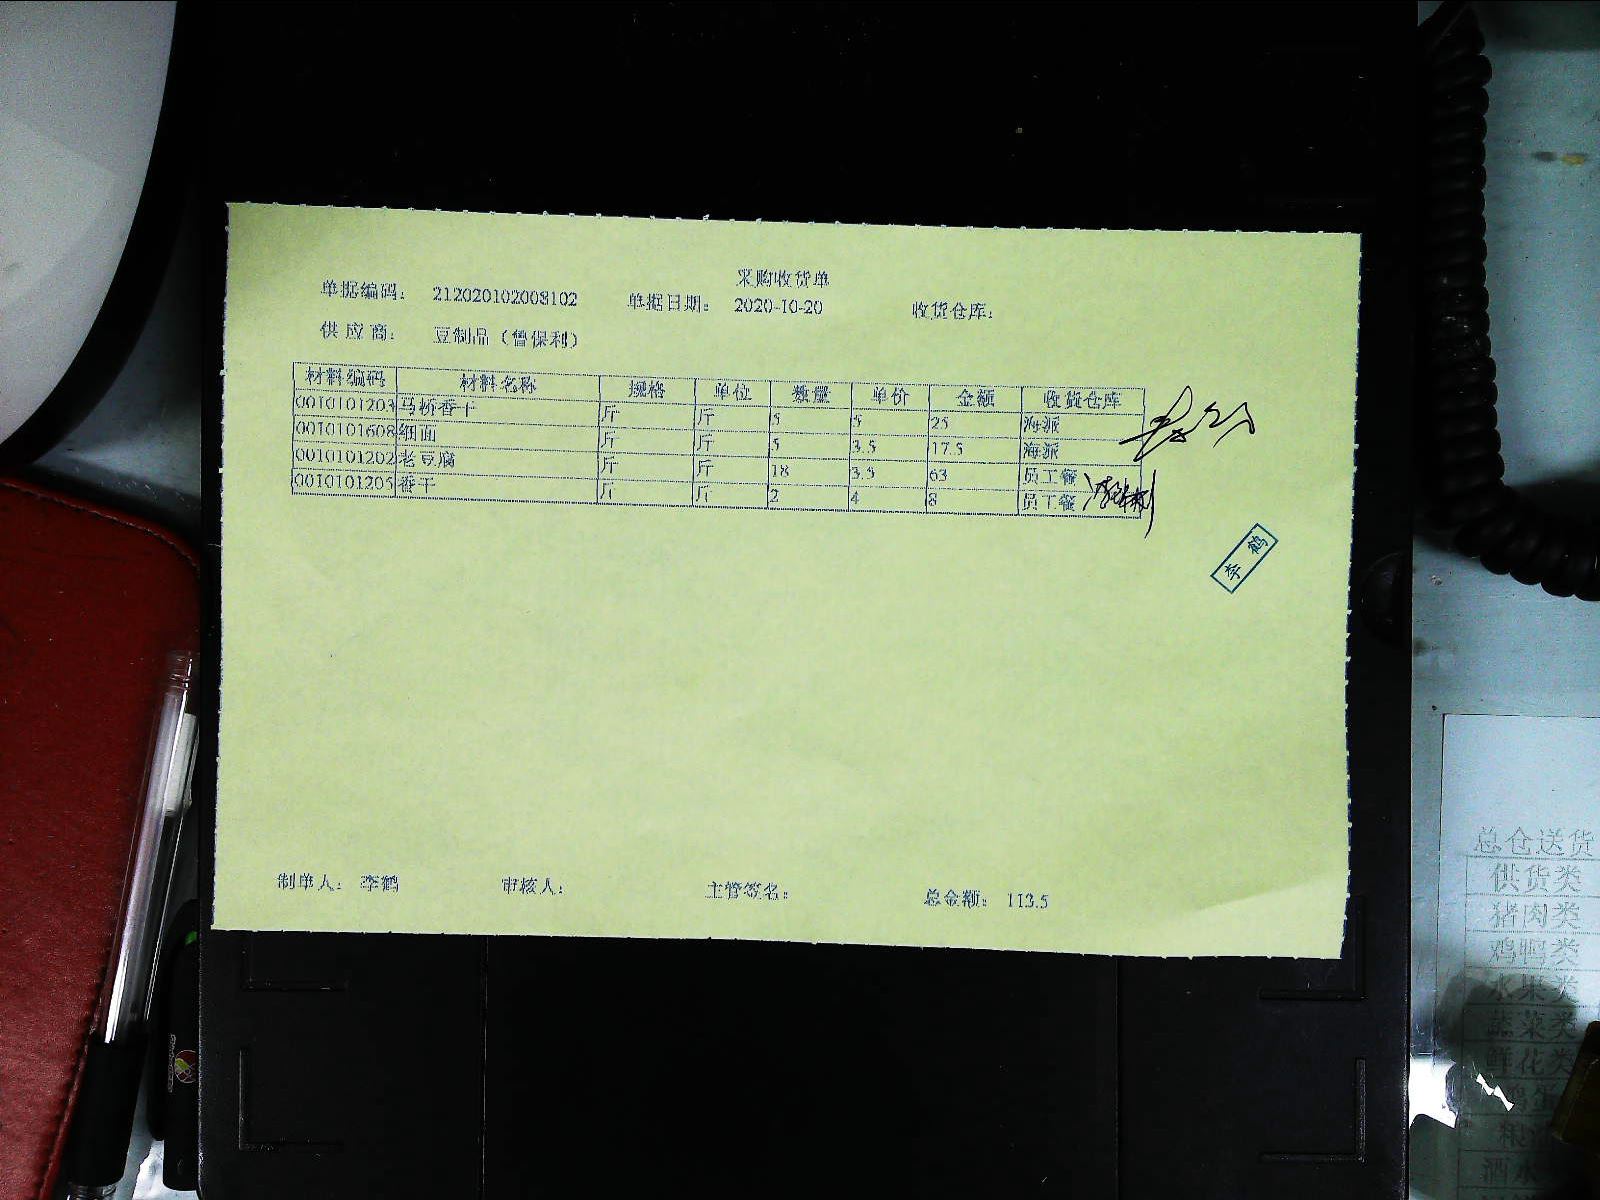 采购收货单
单据编码： 212020102008102 单据日期： 2020-10-20 收货仓库：
供 应 商： 豆制品（曾保利）
材料编码 材料名称 规格 单位 数量 单价 金额 收货仓库
0010101203 马桥香干 斤 斤 5 5 25 海派
0010101608 细面 斤 斤 5 3.5 17.5 海派
0010101202 老豆腐 斤 斤 18 3.5 63 员工餐
0010101205 香干 斤 斤 2 4 8 员工餐
李 鹤
制单人： 李鹤 审核人： 主管签名： 总金额： 113.5
总仓送货
供货类
猪肉类
鸡鸭类
水果类
蔬菜类
鲜花类
鸡蛋
粮
酒水